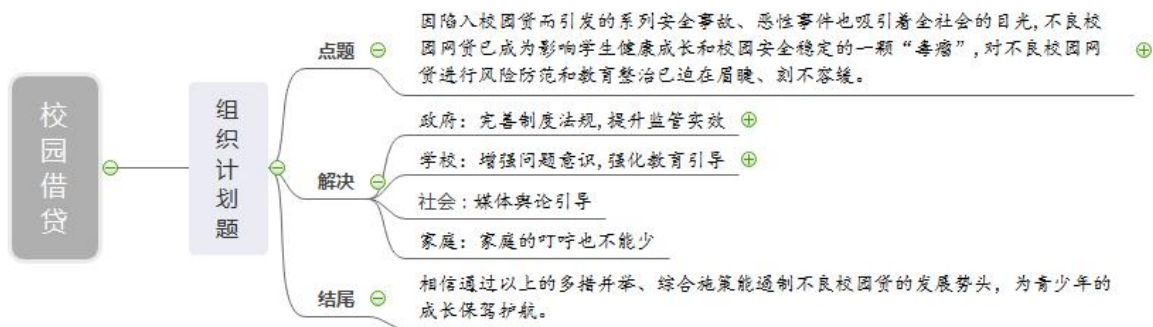 校园借贷
组织计划题
点题
因陷入校园贷而引发的系列安全事故、恶性事件也吸引着全社会的目光,不良校
园网贷已成为影响学生健康成长和校园安全稳定的一颗“毒瘤”,对不良校园网
贷进行风险防范和教育整治已迫在眉睫、刻不容缓。
解决
政府：完善制度法规,提升监管实效
学校：增强问题意识,强化教育引导
社会：媒体舆论引导
家庭：家庭的叮咛也不能少
结尾
相信通过以上的多措并举、综合施策能遏制不良校园贷的发展势头，为青少年的
成长保驾护航。